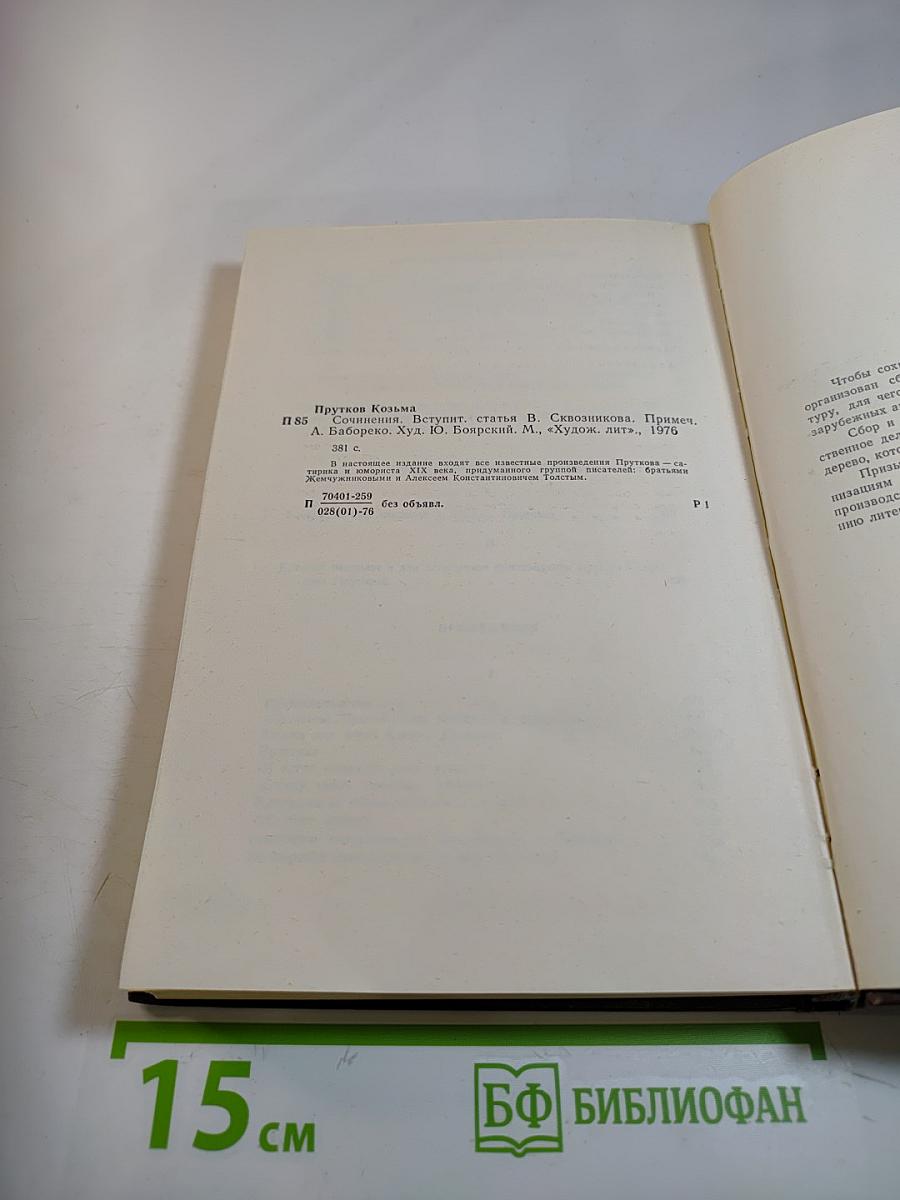 Прутков Козьма
П 85 Сочинения. Вступит. статья В. Сквозникова. Примеч.
А. Бабореко. Худ. Ю. Боярский. М., «Худож. лит»., 1976
381 с.
В настоящее издание входят все известные произведения Пруткова — са-
тирика и юмориста XIX века, придуманного группой писателей: братьями
Жемчужниковыми и Алексеем Константиновичем Толстым.
П 70401-259
028(01)-76 без объявл. Р 1
Чтобы сох
организован сб
туру, для чег
зарубежных а
Сбор и
ственное дел
дерево, кото
Призы
низациям
производс
нию лите
15 см
БФ БИБЛИОФАН